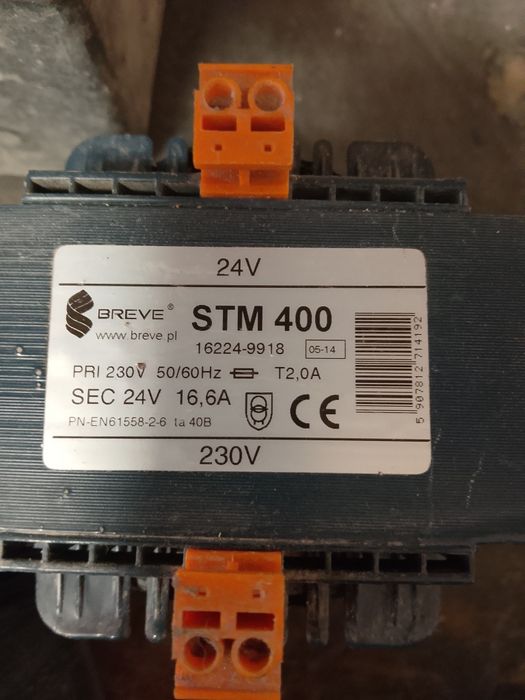 24V
BREVE®
www.breve.pl
STM 400
16224-9918 05-14
PRI 230V 50/60Hz T2,0A
SEC 24V 16,6A CE
PN-EN61558-2-6 ta 40B
230V
5 907812 714192